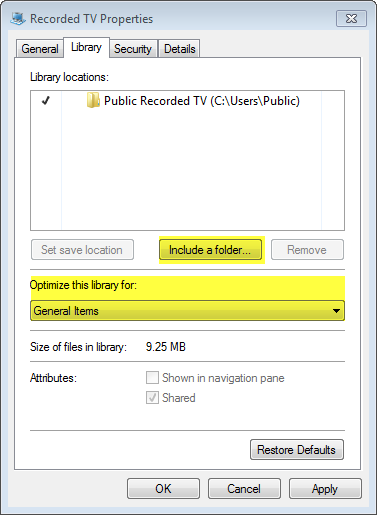 Recorded TV Properties
General Library Security Details
Library locations:
Public Recorded TV (C:\Users\Public)
Set save location Include a folder... Remove
Optimize this library for:
General Items
Size of files in library: 9.25 MB
Attributes: Shown in navigation pane
Shared
Restore Defaults
OK Cancel Apply